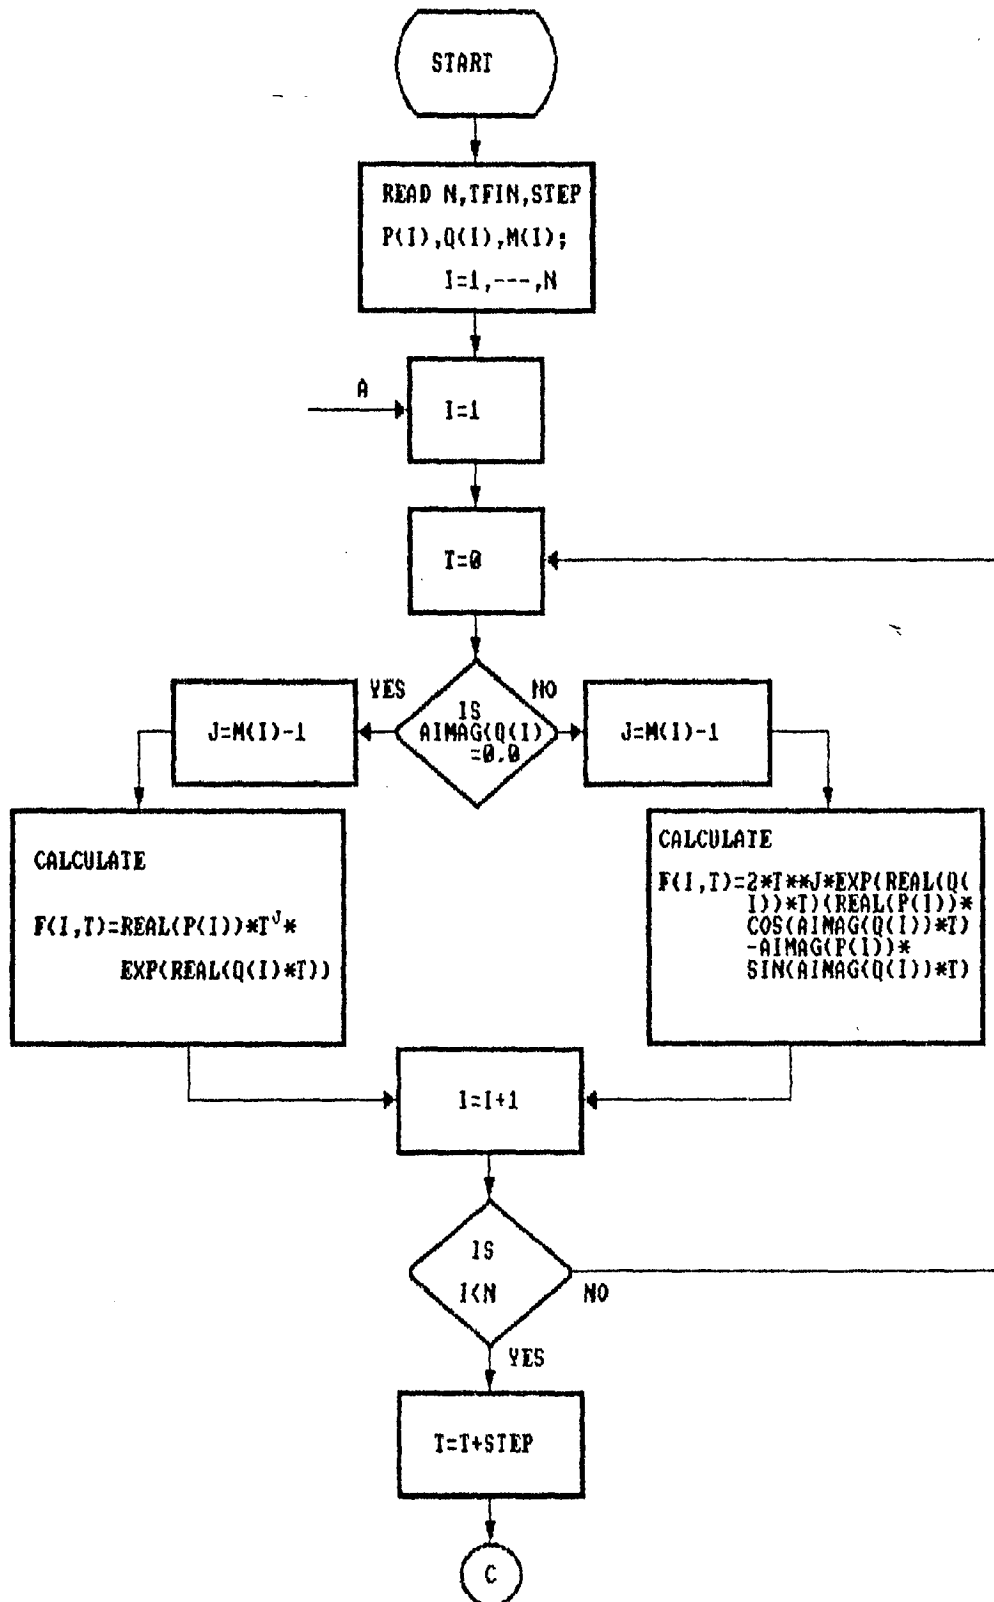 START
READ N,TFIN,STEP
P(I),Q(I),M(I);
I=1,---,N
A
I=1
T=0
YES
NO
IS
AIMAG(Q(I)
=0.0
J=M(I)-1
J=M(I)-1
CALCULATE
F(I,T)=REAL(P(I))*T^J*
EXP(REAL(Q(I)*T))
CALCULATE
F(I,T)=2*T**J*EXP(REAL(Q(
I))*T)(REAL(P(I))*
COS(AIMAG(Q(I))*T)
-AIMAG(P(I))*
SIN(AIMAG(Q(I))*T)
I=I+1
IS
I<N
NO
YES
T=T+STEP
C